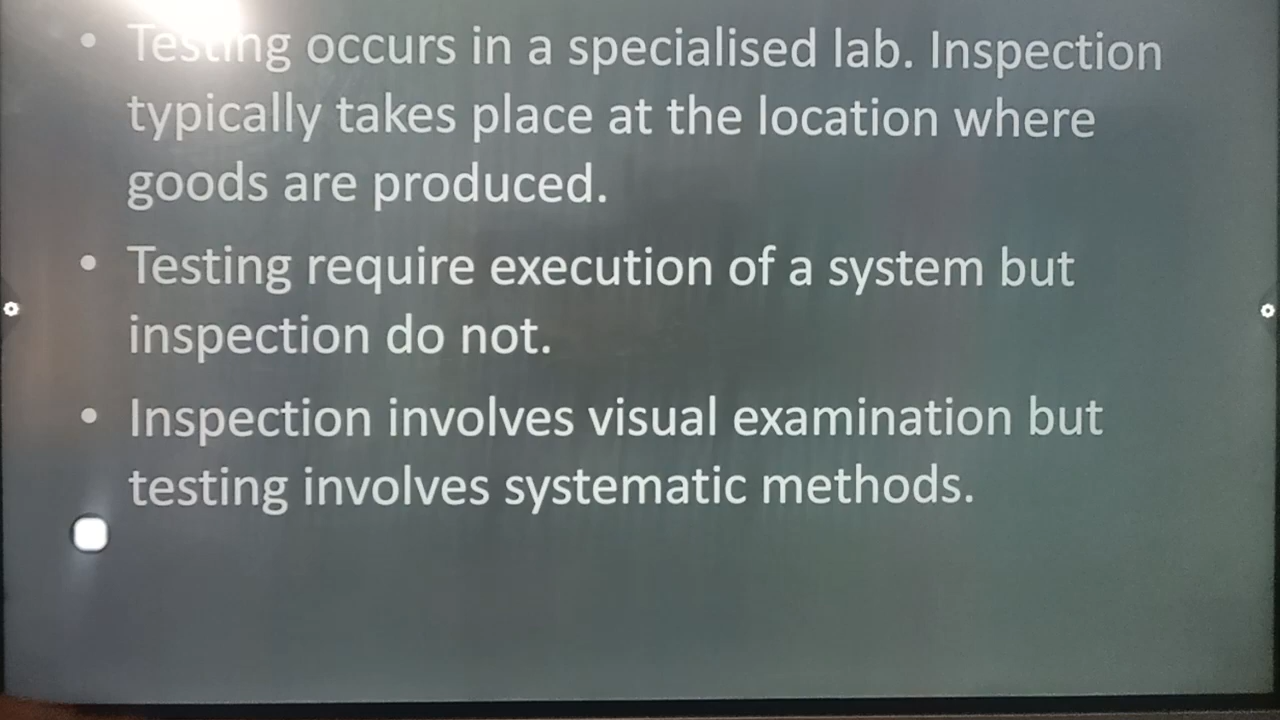 • Testing occurs in a specialised lab. Inspection
typically takes place at the location where
goods are produced.
• Testing require execution of a system but
inspection do not.
• Inspection involves visual examination but
testing involves systematic methods.